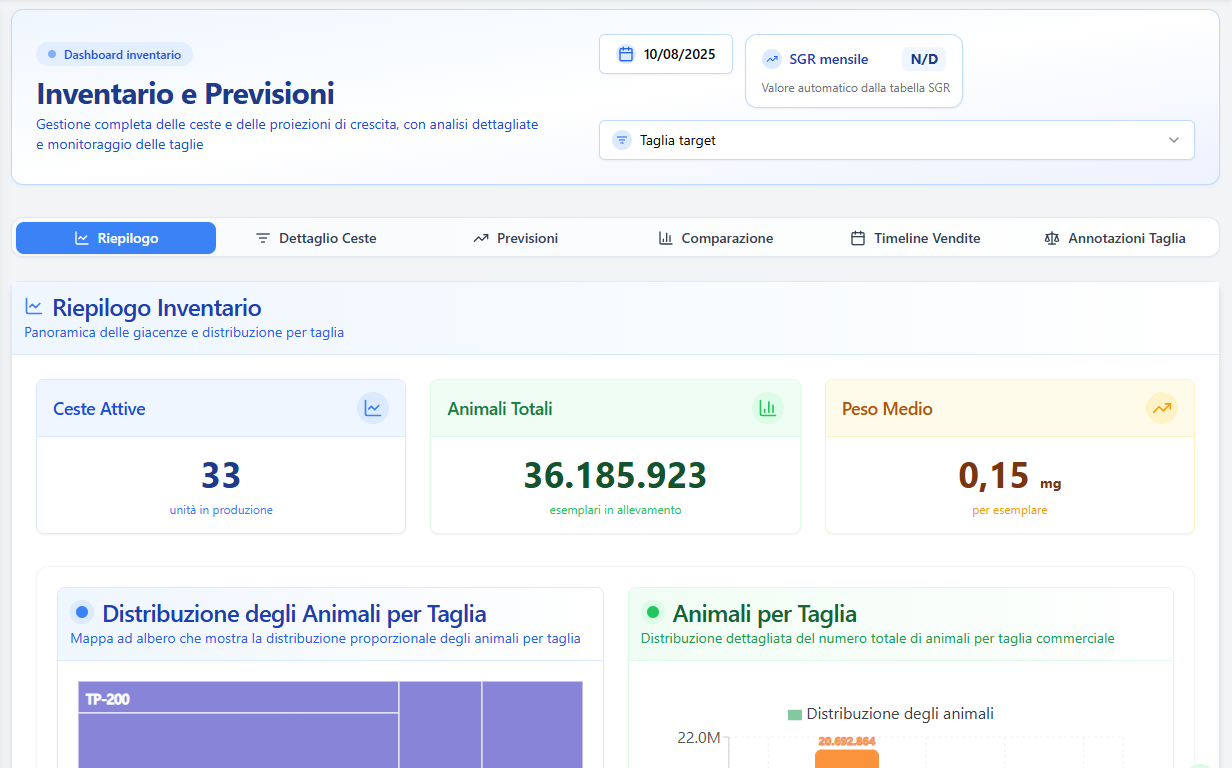 Dashboard inventario
Inventario e Previsioni
Gestione completa delle ceste e delle proiezioni di crescita, con analisi dettagliate
e monitoraggio delle taglie
10/08/2025
SGR mensile
N/D
Valore automatico dalla tabella SGR
Taglia target
Riepilogo
Dettaglio Ceste
Previsioni
Comparazione
Timeline Vendite
Annotazioni Taglia
Riepilogo Inventario
Panoramica delle giacenze e distribuzione per taglia
Ceste Attive
33
unità in produzione
Animali Totali
36.185.923
esemplari in allevamento
Peso Medio
0,15 mg
per esemplare
Distribuzione degli Animali per Taglia
Mappa ad albero che mostra la distribuzione proporzionale degli animali per taglia
TP-200
Animali per Taglia
Distribuzione dettagliata del numero totale di animali per taglia commerciale
Distribuzione degli animali
22.0M
20.692.864